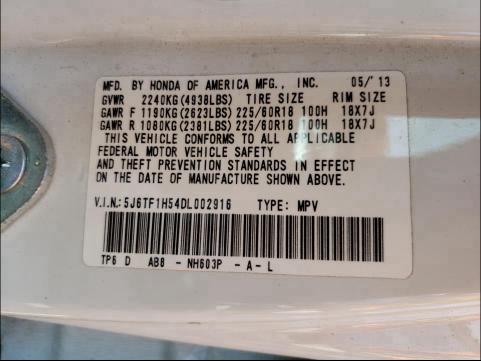 MFD. BY HONDA OF AMERICA MFG., INC. 05/'13
GVWR 2240KG(4938LBS) TIRE SIZE RIM SIZE
GAWR F 1190KG(2623LBS) 225/60R18 100H 18X7J
GAWR R 1080KG(2381LBS) 225/60R18 100H 18X7J
THIS VEHICLE CONFORMS TO ALL APPLICABLE
FEDERAL MOTOR VEHICLE SAFETY
AND THEFT PREVENTION STANDARDS IN EFFECT
ON THE DATE OF MANUFACTURE SHOWN ABOVE.
V.I.N.:5J6TF1H54DL002916 TYPE: MPV
TP6 D AB8 - NH603P - A - L